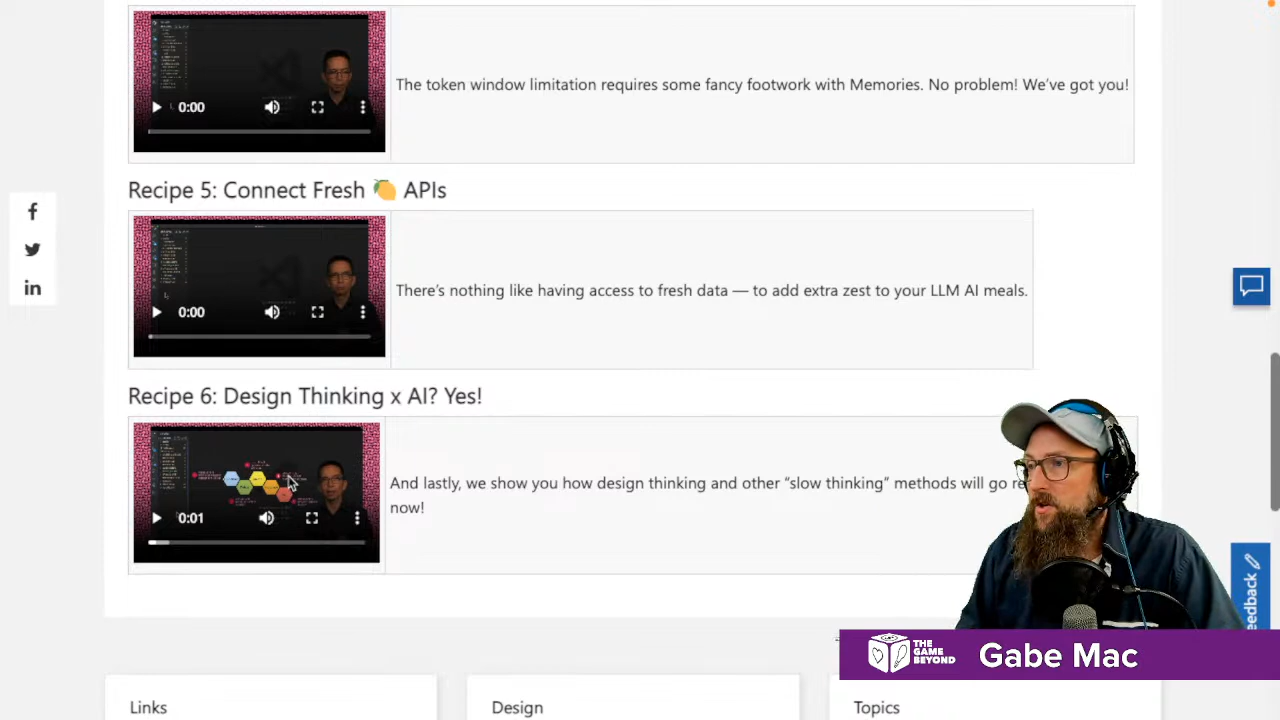 0:00
The token window limitation requires some fancy footwork with Memories. No problem! We've got you!
Recipe 5: Connect Fresh 🍋 APIs
0:00
There's nothing like having access to fresh data — to add extra zest to your LLM AI meals.
Recipe 6: Design Thinking x AI? Yes!
0:01
And lastly, we show you how design thinking and other “slow thinking” methods will go
now!
Feedback
THE
GAME
BEYOND
Gabe Mac
Links
Design
Topics